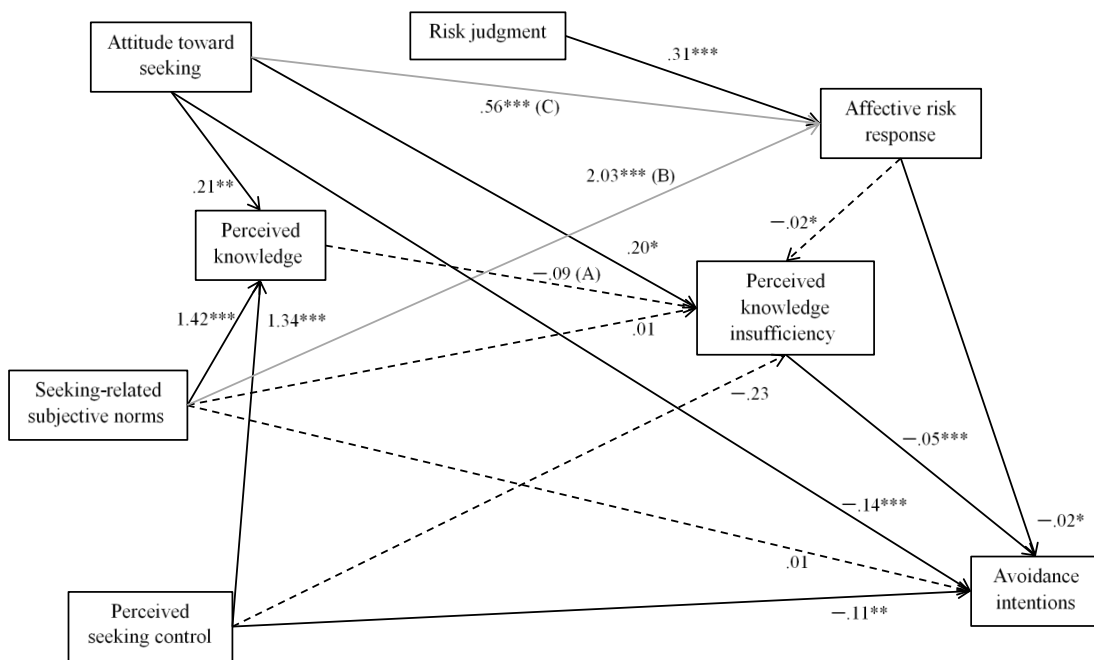 Attitude toward
seeking
Risk judgment
.31***
.56*** (C)
Affective risk
response
2.03*** (B)
.21**
Perceived
knowledge
−.02*
.20*
−.09 (A)
Perceived
knowledge
insufficiency
1.42***
1.34***
.01
Seeking-related
subjective norms
−.23
−.05***
−.14***
−.02*
.01
Avoidance
intentions
Perceived
seeking control
−.11**